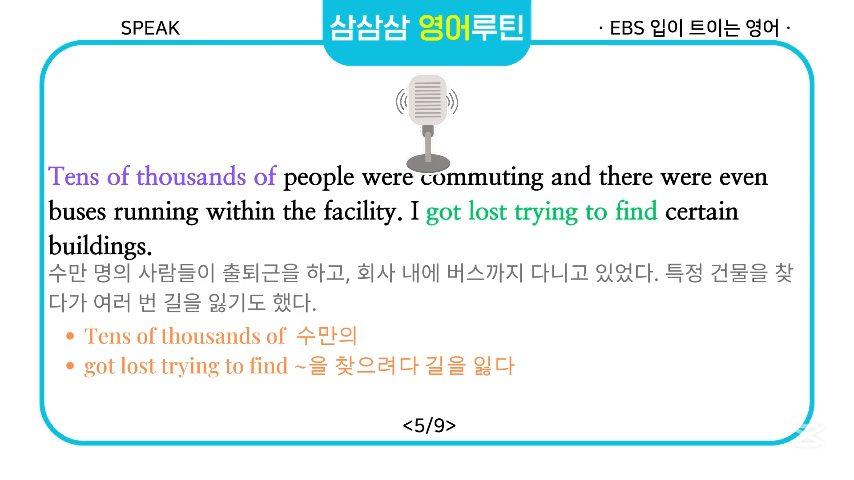 SPEAK
삼삼삼 영어루틴
· EBS 입이 트이는 영어 ·
Tens of thousands of people were commuting and there were even
buses running within the facility. I got lost trying to find certain
buildings.
수만 명의 사람들이 출퇴근을 하고, 회사 내에 버스까지 다니고 있었다. 특정 건물을 찾
다가 여러 번 길을 잃기도 했다.
• Tens of thousands of 수만의
• got lost trying to find ~을 찾으려다 길을 잃다
<5/9>